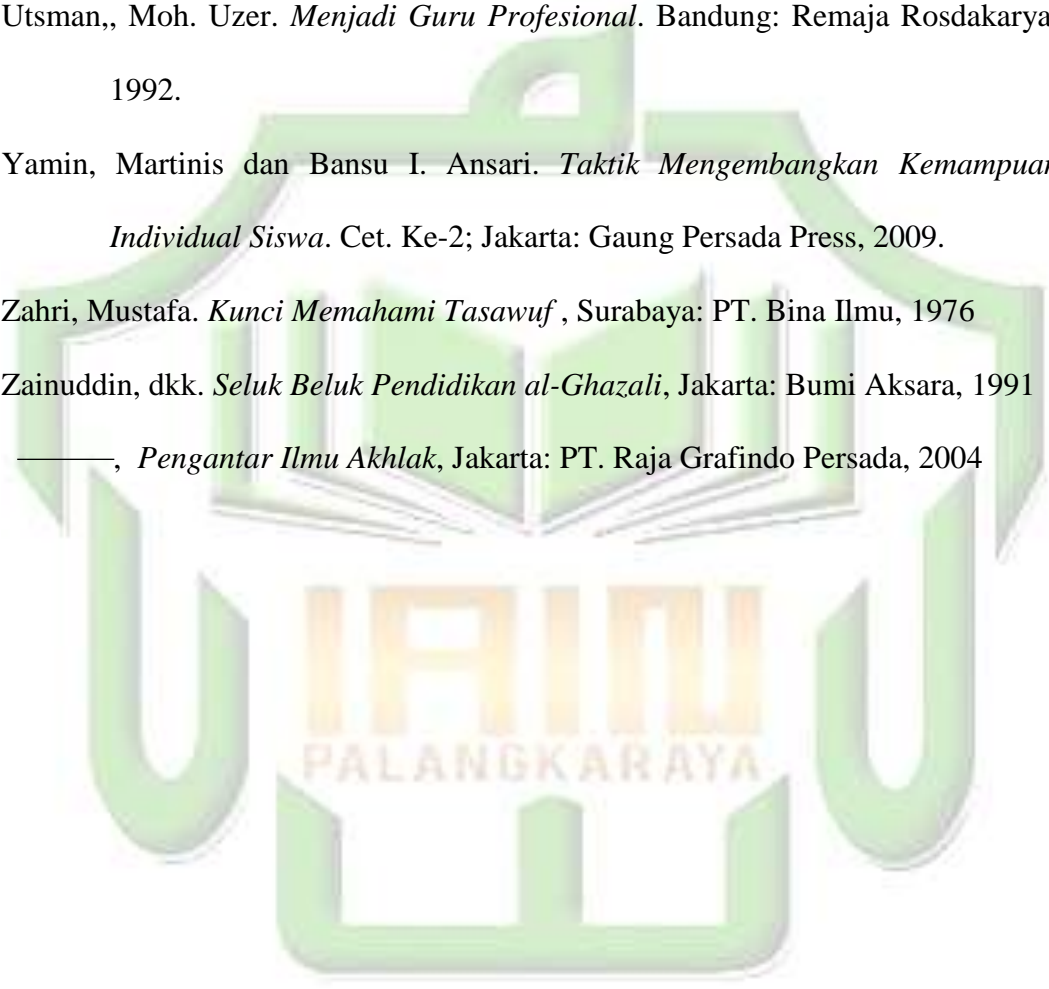 Utsman,, Moh. Uzer. Menjadi Guru Profesional. Bandung: Remaja Rosdakarya
1992.
Yamin, Martinis dan Bansu I. Ansari. Taktik Mengembangkan Kemampuan
Individual Siswa. Cet. Ke-2; Jakarta: Gaung Persada Press, 2009.
Zahri, Mustafa. Kunci Memahami Tasawuf , Surabaya: PT. Bina Ilmu, 1976
Zainuddin, dkk. Seluk Beluk Pendidikan al-Ghazali, Jakarta: Bumi Aksara, 1991
———, Pengantar Ilmu Akhlak, Jakarta: PT. Raja Grafindo Persada, 2004
IAIN
PALANGKARAYA